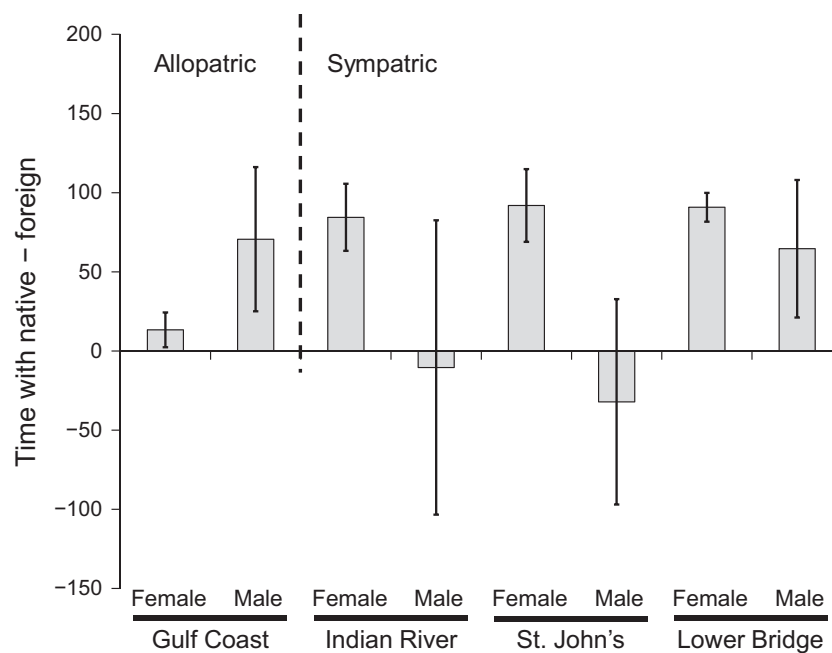 200
150
100
50
0
−50
−100
−150
Time with native − foreign
Allopatric
Sympatric
Female Male Female Male Female Male Female Male
Gulf Coast Indian River St. John's Lower Bridge